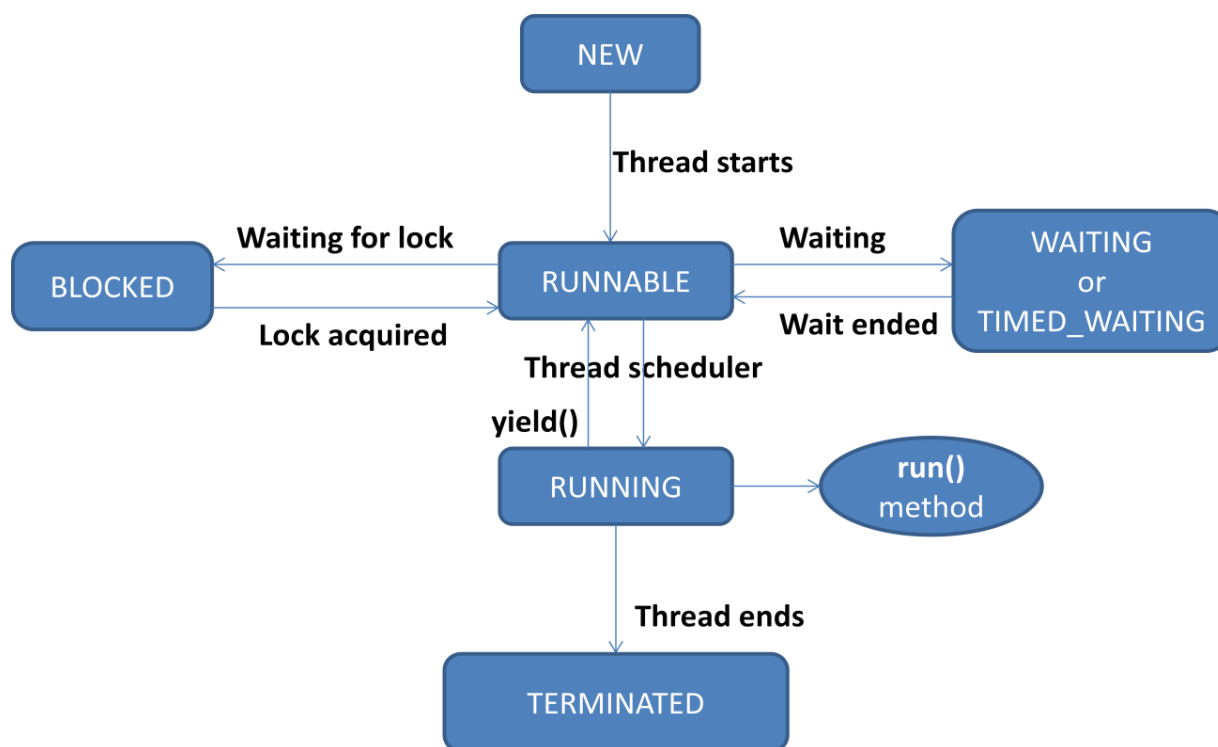 NEW
Thread starts
Waiting for lock
Waiting
WAITING
or
TIMED_WAITING
BLOCKED
RUNNABLE
Lock acquired
Wait ended
Thread scheduler
yield()
RUNNING
run()
method
Thread ends
TERMINATED